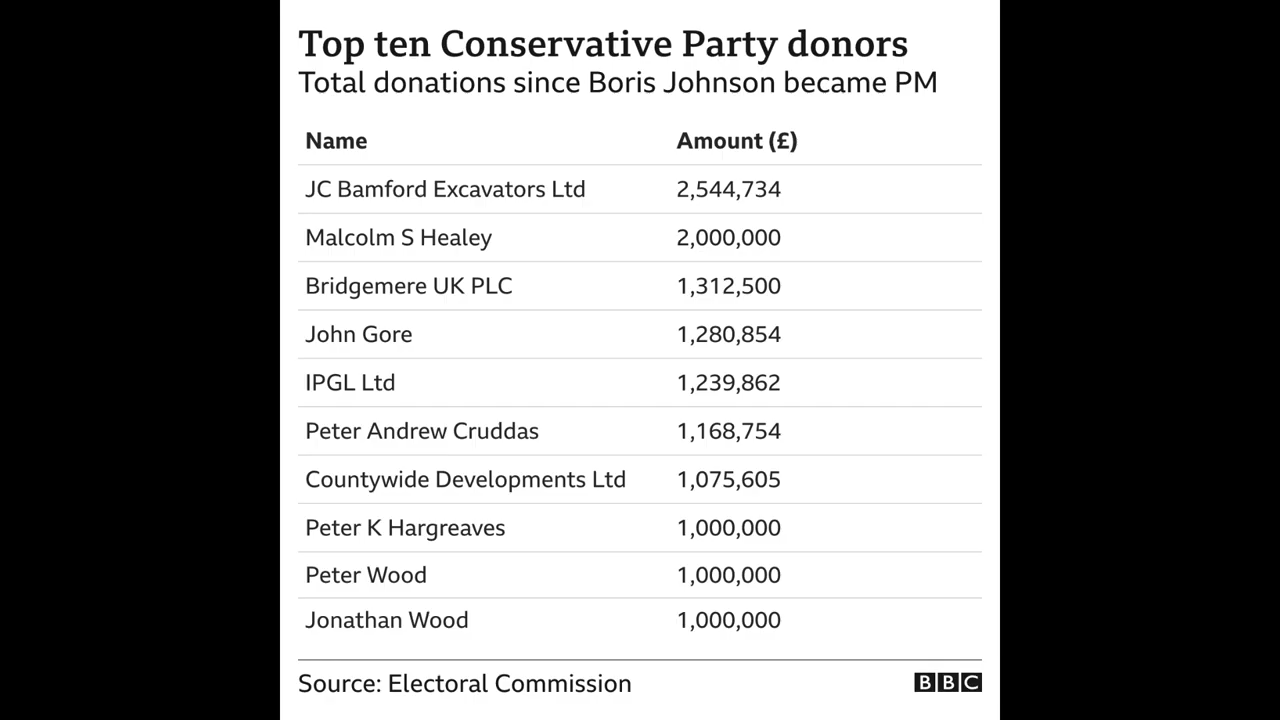 Top ten Conservative Party donors
Total donations since Boris Johnson became PM
Name Amount (£)
JC Bamford Excavators Ltd 2,544,734
Malcolm S Healey 2,000,000
Bridgemere UK PLC 1,312,500
John Gore 1,280,854
IPGL Ltd 1,239,862
Peter Andrew Cruddas 1,168,754
Countywide Developments Ltd 1,075,605
Peter K Hargreaves 1,000,000
Peter Wood 1,000,000
Jonathan Wood 1,000,000
Source: Electoral Commission BBC